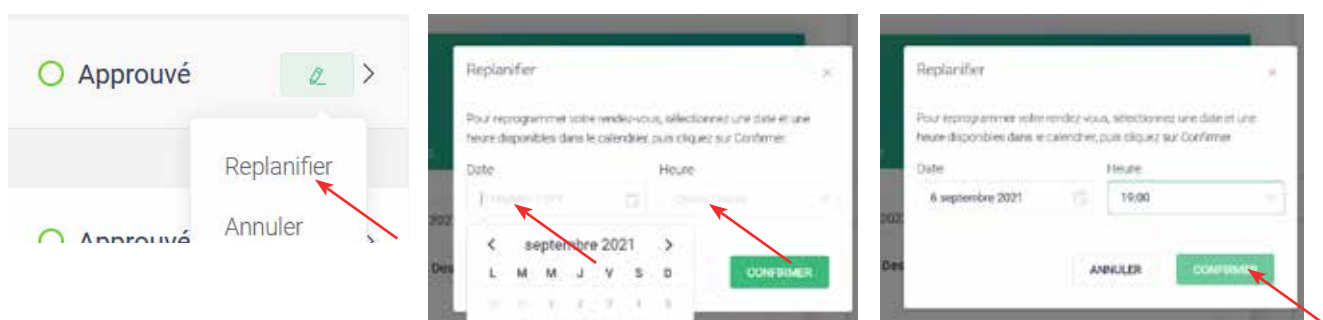 Approuvé
Replanifier
Annuler
Approuvé
Replanifier
Pour reprogrammer votre rendez-vous, sélectionnez une date et une
heure disponibles dans le calendrier, puis cliquez sur Confirmer.
Date Heure
septembre 2021
L M M J V S D
CONFIRMER
Replanifier
Pour reprogrammer votre rendez-vous, sélectionnez une date et une
heure disponibles dans le calendrier, puis cliquez sur Confirmer
Date Heure
6 septembre 2021 19:00
ANNULER CONFIRMER